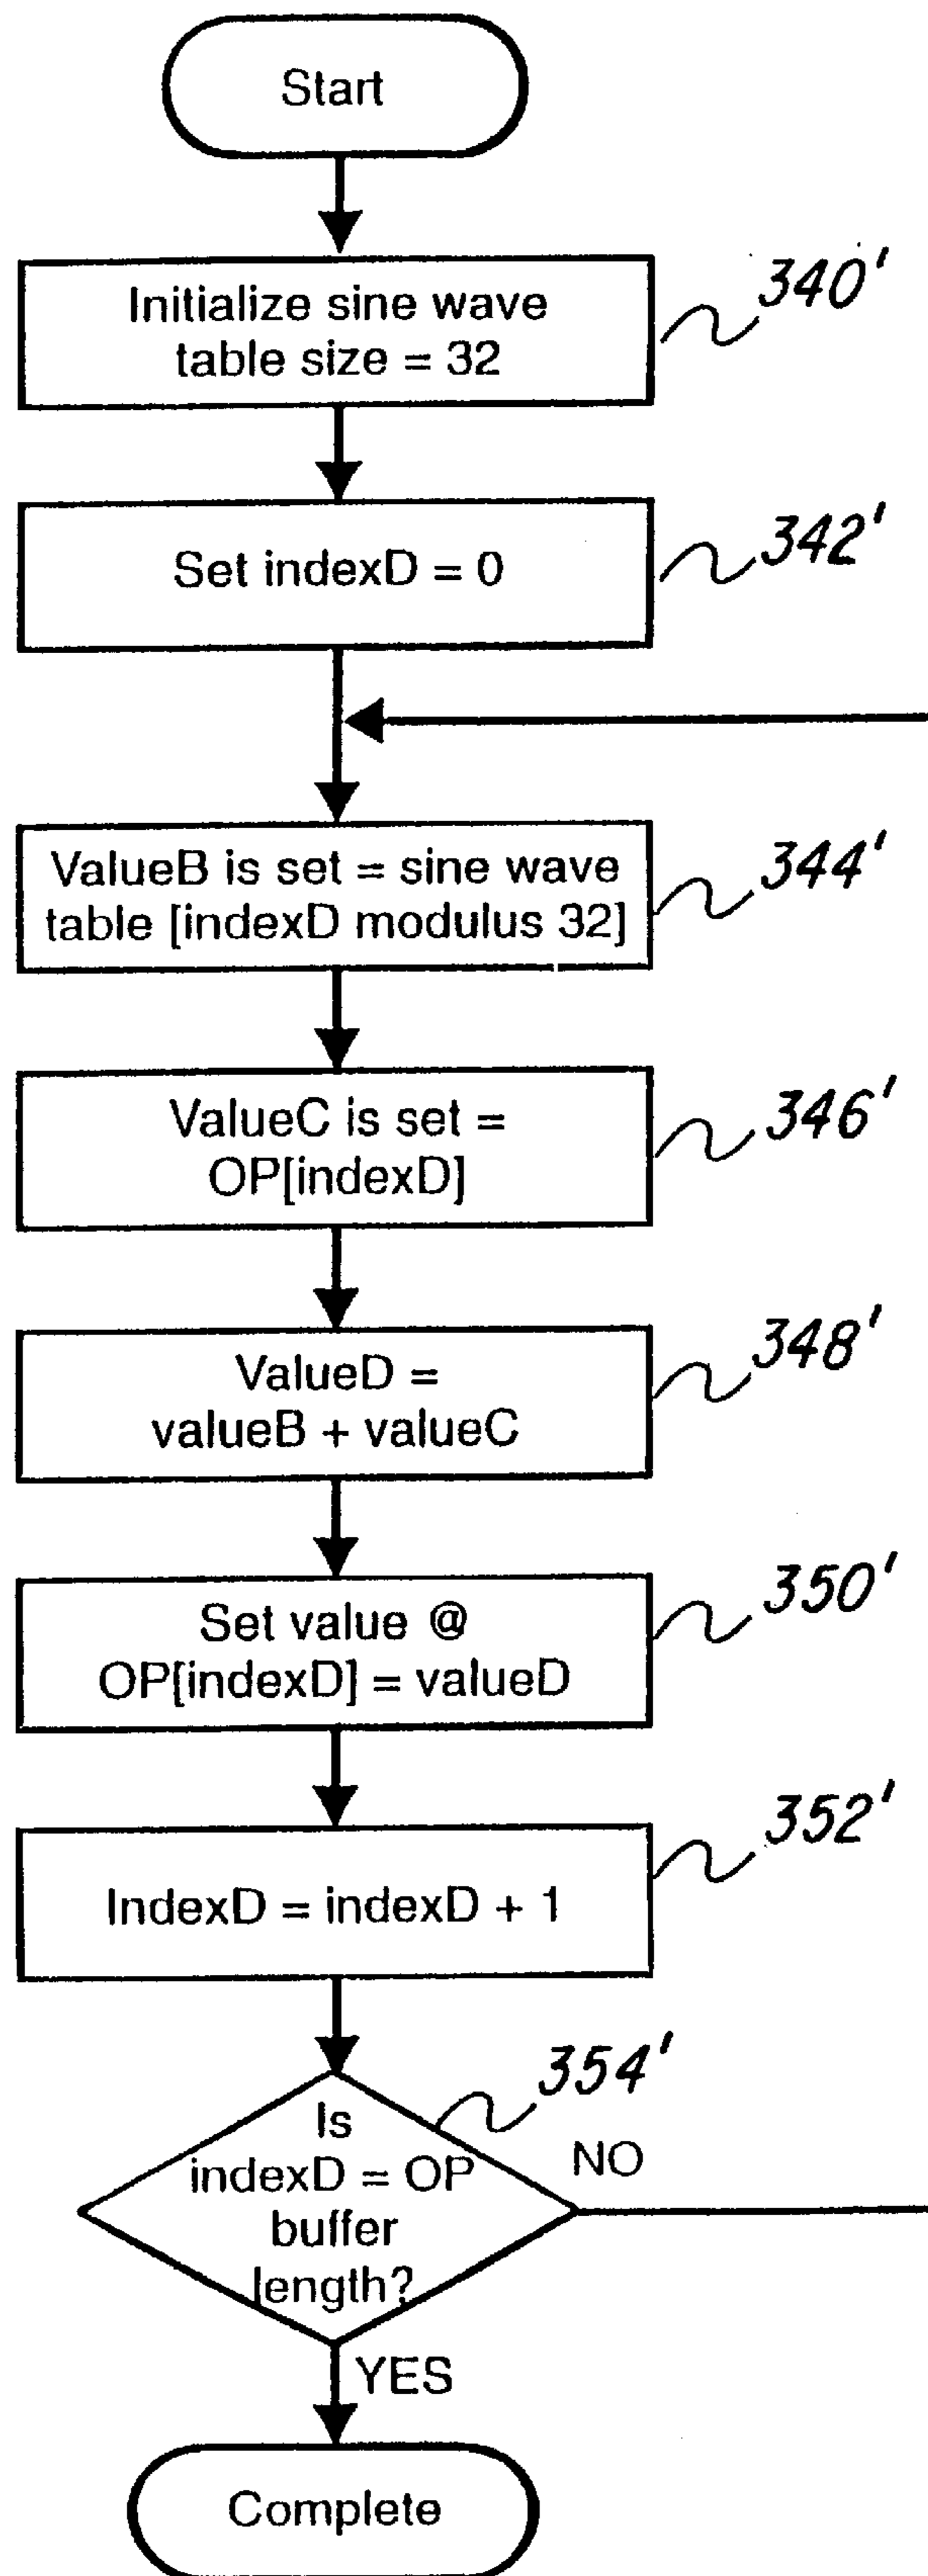 Start
Initialize sine wave
table size = 32
340'
Set indexD = 0
342'
ValueB is set = sine wave
table [indexD modulus 32]
344'
ValueC is set =
OP[indexD]
346'
ValueD =
valueB + valueC
348'
Set value @
OP[indexD] = valueD
350'
IndexD = indexD + 1
352'
354'
Is
indexD = OP
buffer
length?
NO
YES
Complete